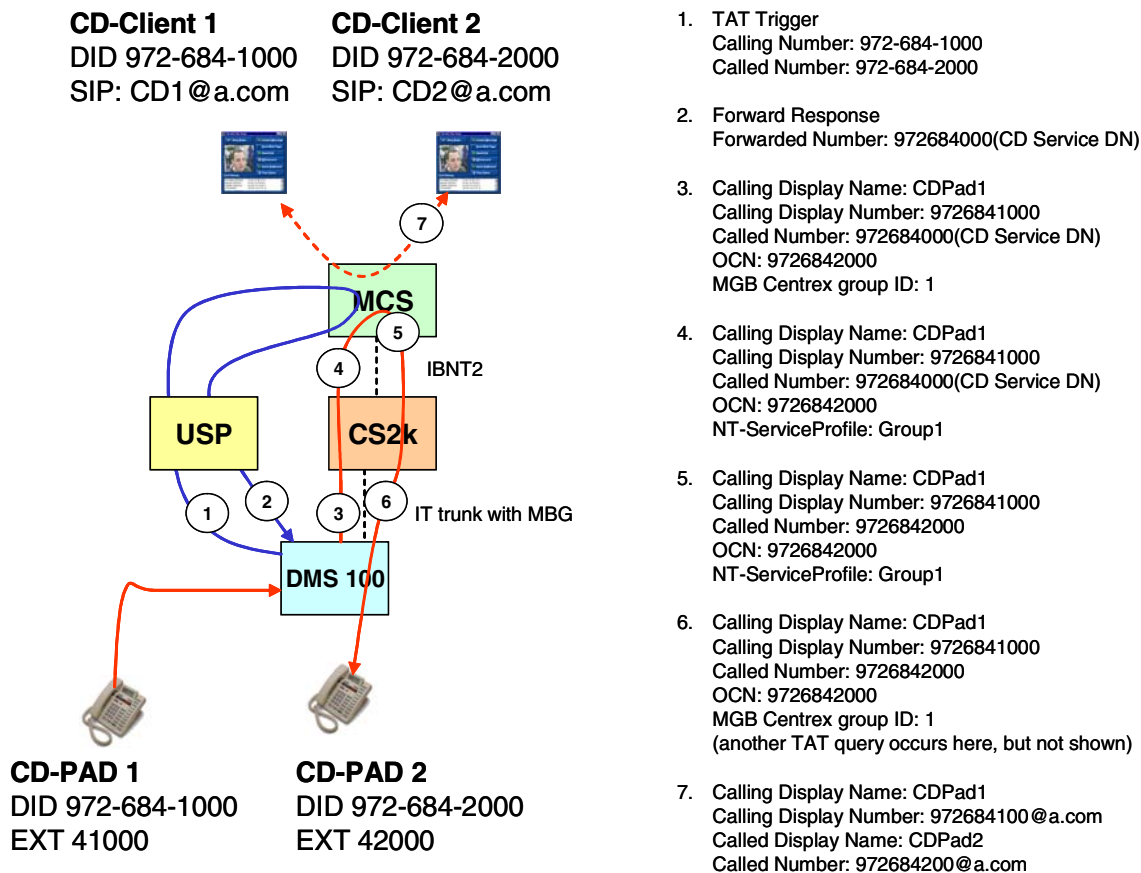 CD-Client 1
DID 972-684-1000
SIP: CD1@a.com
CD-Client 2
DID 972-684-2000
SIP: CD2@a.com
7
MCS
5
4
IBNT2
USP
CS2k
1
2
3
6
IT trunk with MBG
DMS 100
CD-PAD 1
DID 972-684-1000
EXT 41000
CD-PAD 2
DID 972-684-2000
EXT 42000
1. TAT Trigger
Calling Number: 972-684-1000
Called Number: 972-684-2000
2. Forward Response
Forwarded Number: 972684000(CD Service DN)
3. Calling Display Name: CDPad1
Calling Display Number: 9726841000
Called Number: 972684000(CD Service DN)
OCN: 9726842000
MGB Centrex group ID: 1
4. Calling Display Name: CDPad1
Calling Display Number: 9726841000
Called Number: 972684000(CD Service DN)
OCN: 9726842000
NT-ServiceProfile: Group1
5. Calling Display Name: CDPad1
Calling Display Number: 9726841000
Called Number: 9726842000
OCN: 9726842000
NT-ServiceProfile: Group1
6. Calling Display Name: CDPad1
Calling Display Number: 9726841000
Called Number: 9726842000
OCN: 9726842000
MGB Centrex group ID: 1
(another TAT query occurs here, but not shown)
7. Calling Display Name: CDPad1
Calling Display Number: 972684100@a.com
Called Display Name: CDPad2
Called Number: 972684200@a.com